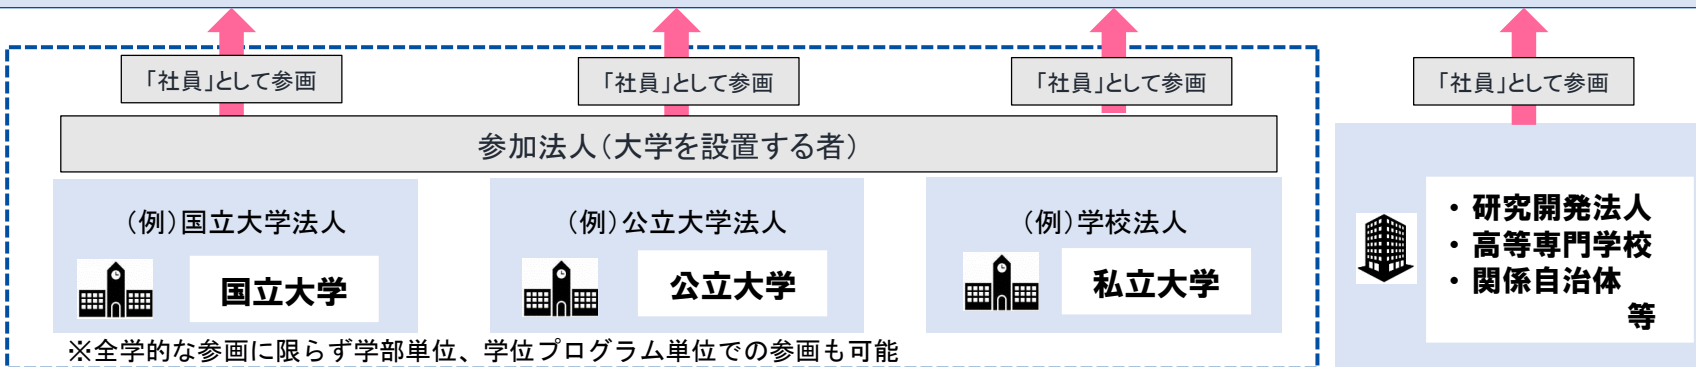 「社員」として参画
「社員」として参画
「社員」として参画
「社員」として参画
参加法人（大学を設置する者）
（例）国立大学法人
国立大学
（例）公立大学法人
公立大学
（例）学校法人
私立大学
※全学的な参画に限らず学部単位、学位プログラム単位での参画も可能
・研究開発法人
・高等専門学校
・関係自治体
等